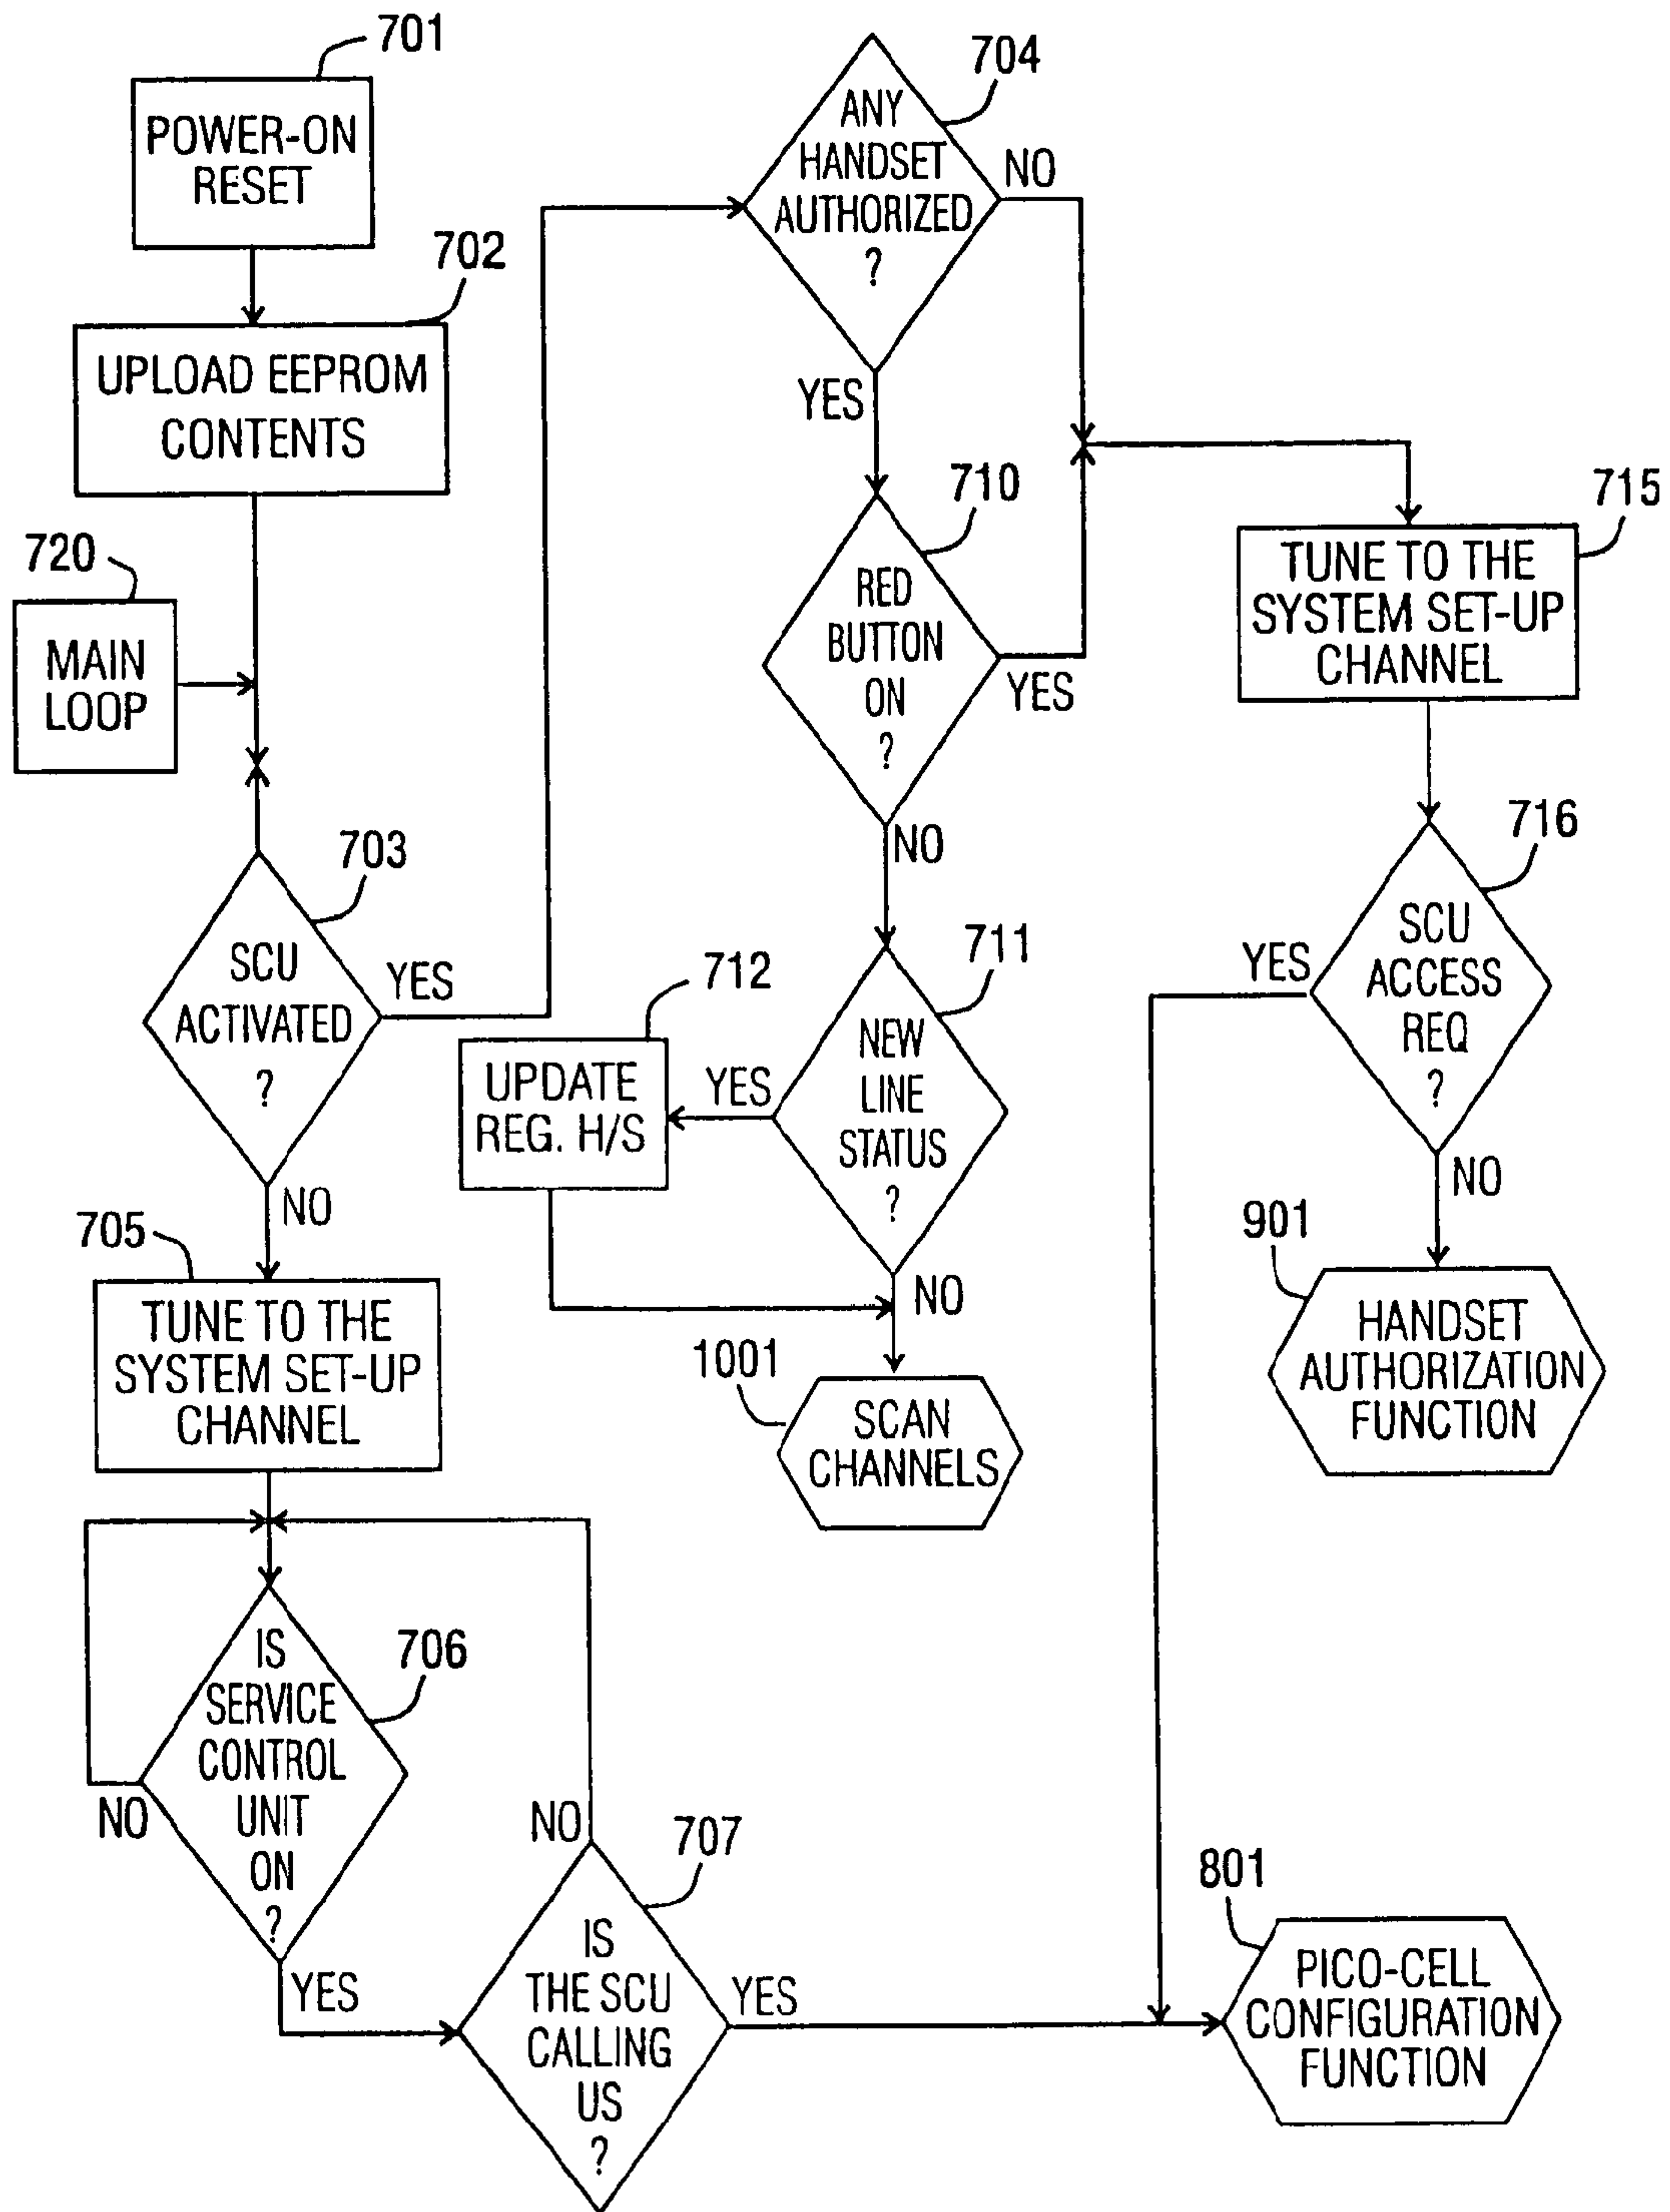 701
POWER-ON
RESET
702
UPLOAD EEPROM
CONTENTS
720
MAIN
LOOP
703
SCU
ACTIVATED
?
YES
NO
705
TUNE TO THE
SYSTEM SET-UP
CHANNEL
706
IS
SERVICE
CONTROL
UNIT
ON
?
NO
YES
707
IS
THE SCU
CALLING
US
?
NO
YES
704
ANY
HANDSET
AUTHORIZED
?
NO
YES
710
RED
BUTTON
ON
?
YES
NO
711
NEW
LINE
STATUS
?
YES
NO
712
UPDATE
REG. H/S
1001
SCAN
CHANNELS
715
TUNE TO THE
SYSTEM SET-UP
CHANNEL
716
SCU
ACCESS
REQ
?
YES
NO
901
HANDSET
AUTHORIZATION
FUNCTION
801
PICO-CELL
CONFIGURATION
FUNCTION